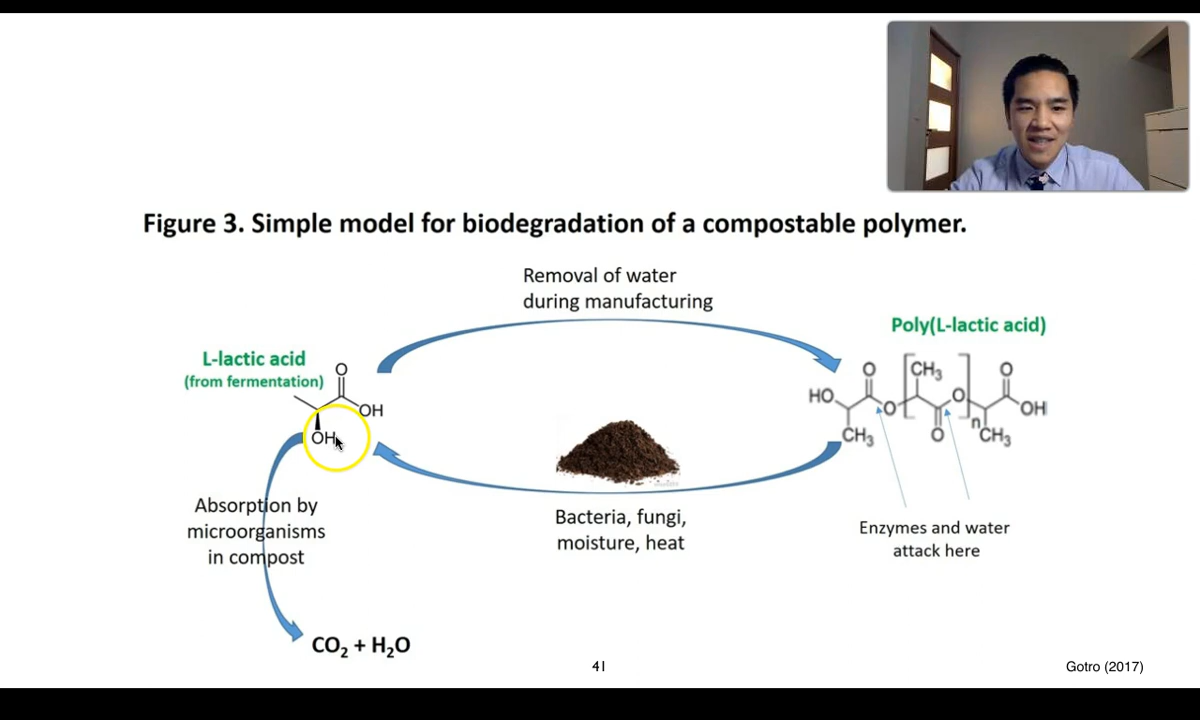 Figure 3. Simple model for biodegradation of a compostable polymer.
Removal of water
during manufacturing
Poly(L-lactic acid)
L-lactic acid
(from fermentation)
O
OH
OH
HO
O
CH₃
O
CH₃
O
O
n
O
OH
CH₃
Absorption by
microorganisms
in compost
Bacteria, fungi,
moisture, heat
Enzymes and water
attack here
CO₂ + H₂O
41
Gotro (2017)